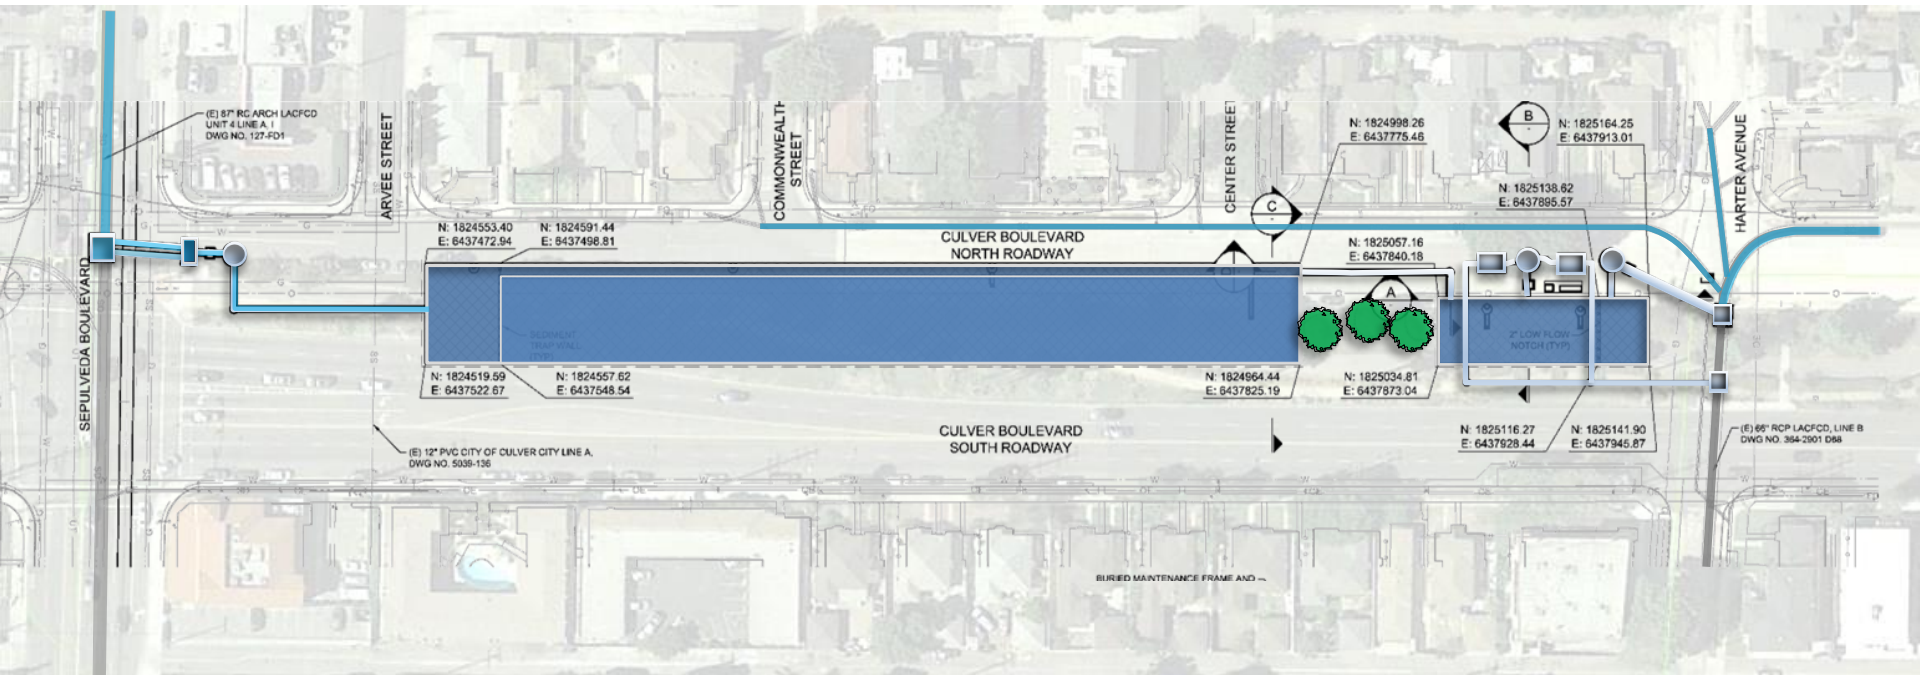 (E) 87" RC ARCH LACFCD
UNIT 4 LINE A, I
DWG NO. 127-FD1
ARVEE STREET
COMMONWEALTH
STREET
CENTER STREET
HARTER AVENUE
SEPULVEDA BOULEVARD
N: 1824998.26
E: 6437775.46
B
N: 1825164.25
E: 6437913.01
N: 1825138.62
E: 6437895.57
C
N: 1824553.40
E: 6437472.94
N: 1824591.44
E: 6437498.81
CULVER BOULEVARD
NORTH ROADWAY
N: 1825057.16
E: 6437840.18
A
SEDIMENT
TRAP WALL
(TYP)
2" LOW FLOW
NOTCH (TYP)
N: 1824519.59
E: 6437522.67
N: 1824557.62
E: 6437548.54
N: 1824964.44
E: 6437825.19
N: 1825034.81
E: 6437873.04
CULVER BOULEVARD
SOUTH ROADWAY
N: 1825116.27
E: 6437928.44
N: 1825141.90
E: 6437945.87
(E) 66" RCP LACFCD, LINE B
DWG NO. 364-2901 D68
(E) 12" PVC CITY OF CULVER CITY LINE A,
DWG NO. 5039-136
BURIED MAINTENANCE FRAME AND